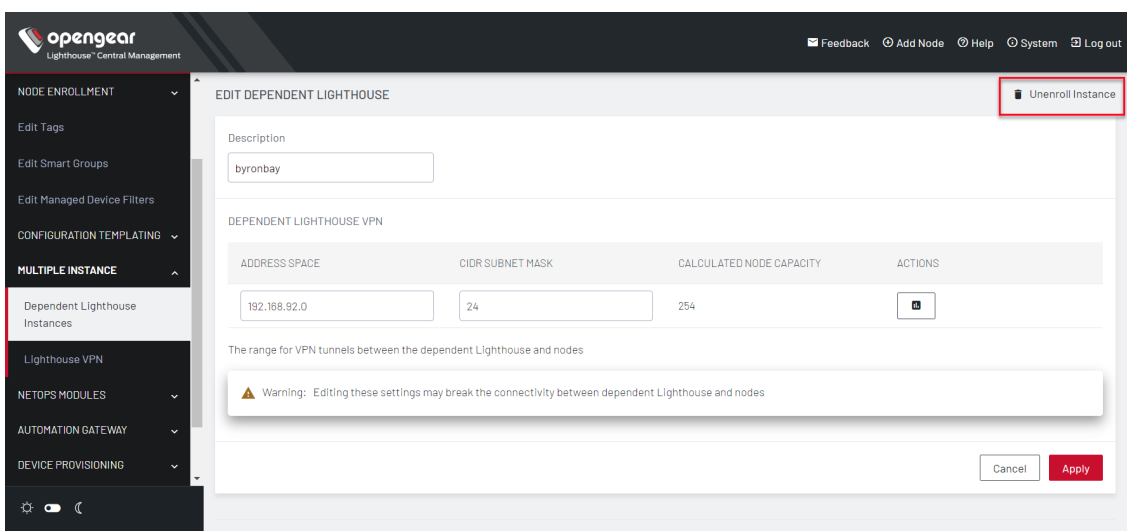 opengear
Lighthouse™ Central Management
Feedback Add Node Help System Log out
NODE ENROLLMENT
Edit Tags
Edit Smart Groups
Edit Managed Device Filters
CONFIGURATION TEMPLATING
MULTIPLE INSTANCE
Dependent Lighthouse
Instances
Lighthouse VPN
NETOPS MODULES
AUTOMATION GATEWAY
DEVICE PROVISIONING
EDIT DEPENDENT LIGHTHOUSE
Unenroll Instance
Description
byronbay
DEPENDENT LIGHTHOUSE VPN
ADDRESS SPACE CIDR SUBNET MASK CALCULATED NODE CAPACITY ACTIONS
192.168.92.0 24 254
The range for VPN tunnels between the dependent Lighthouse and nodes
Warning: Editing these settings may break the connectivity between dependent Lighthouse and nodes
Cancel Apply